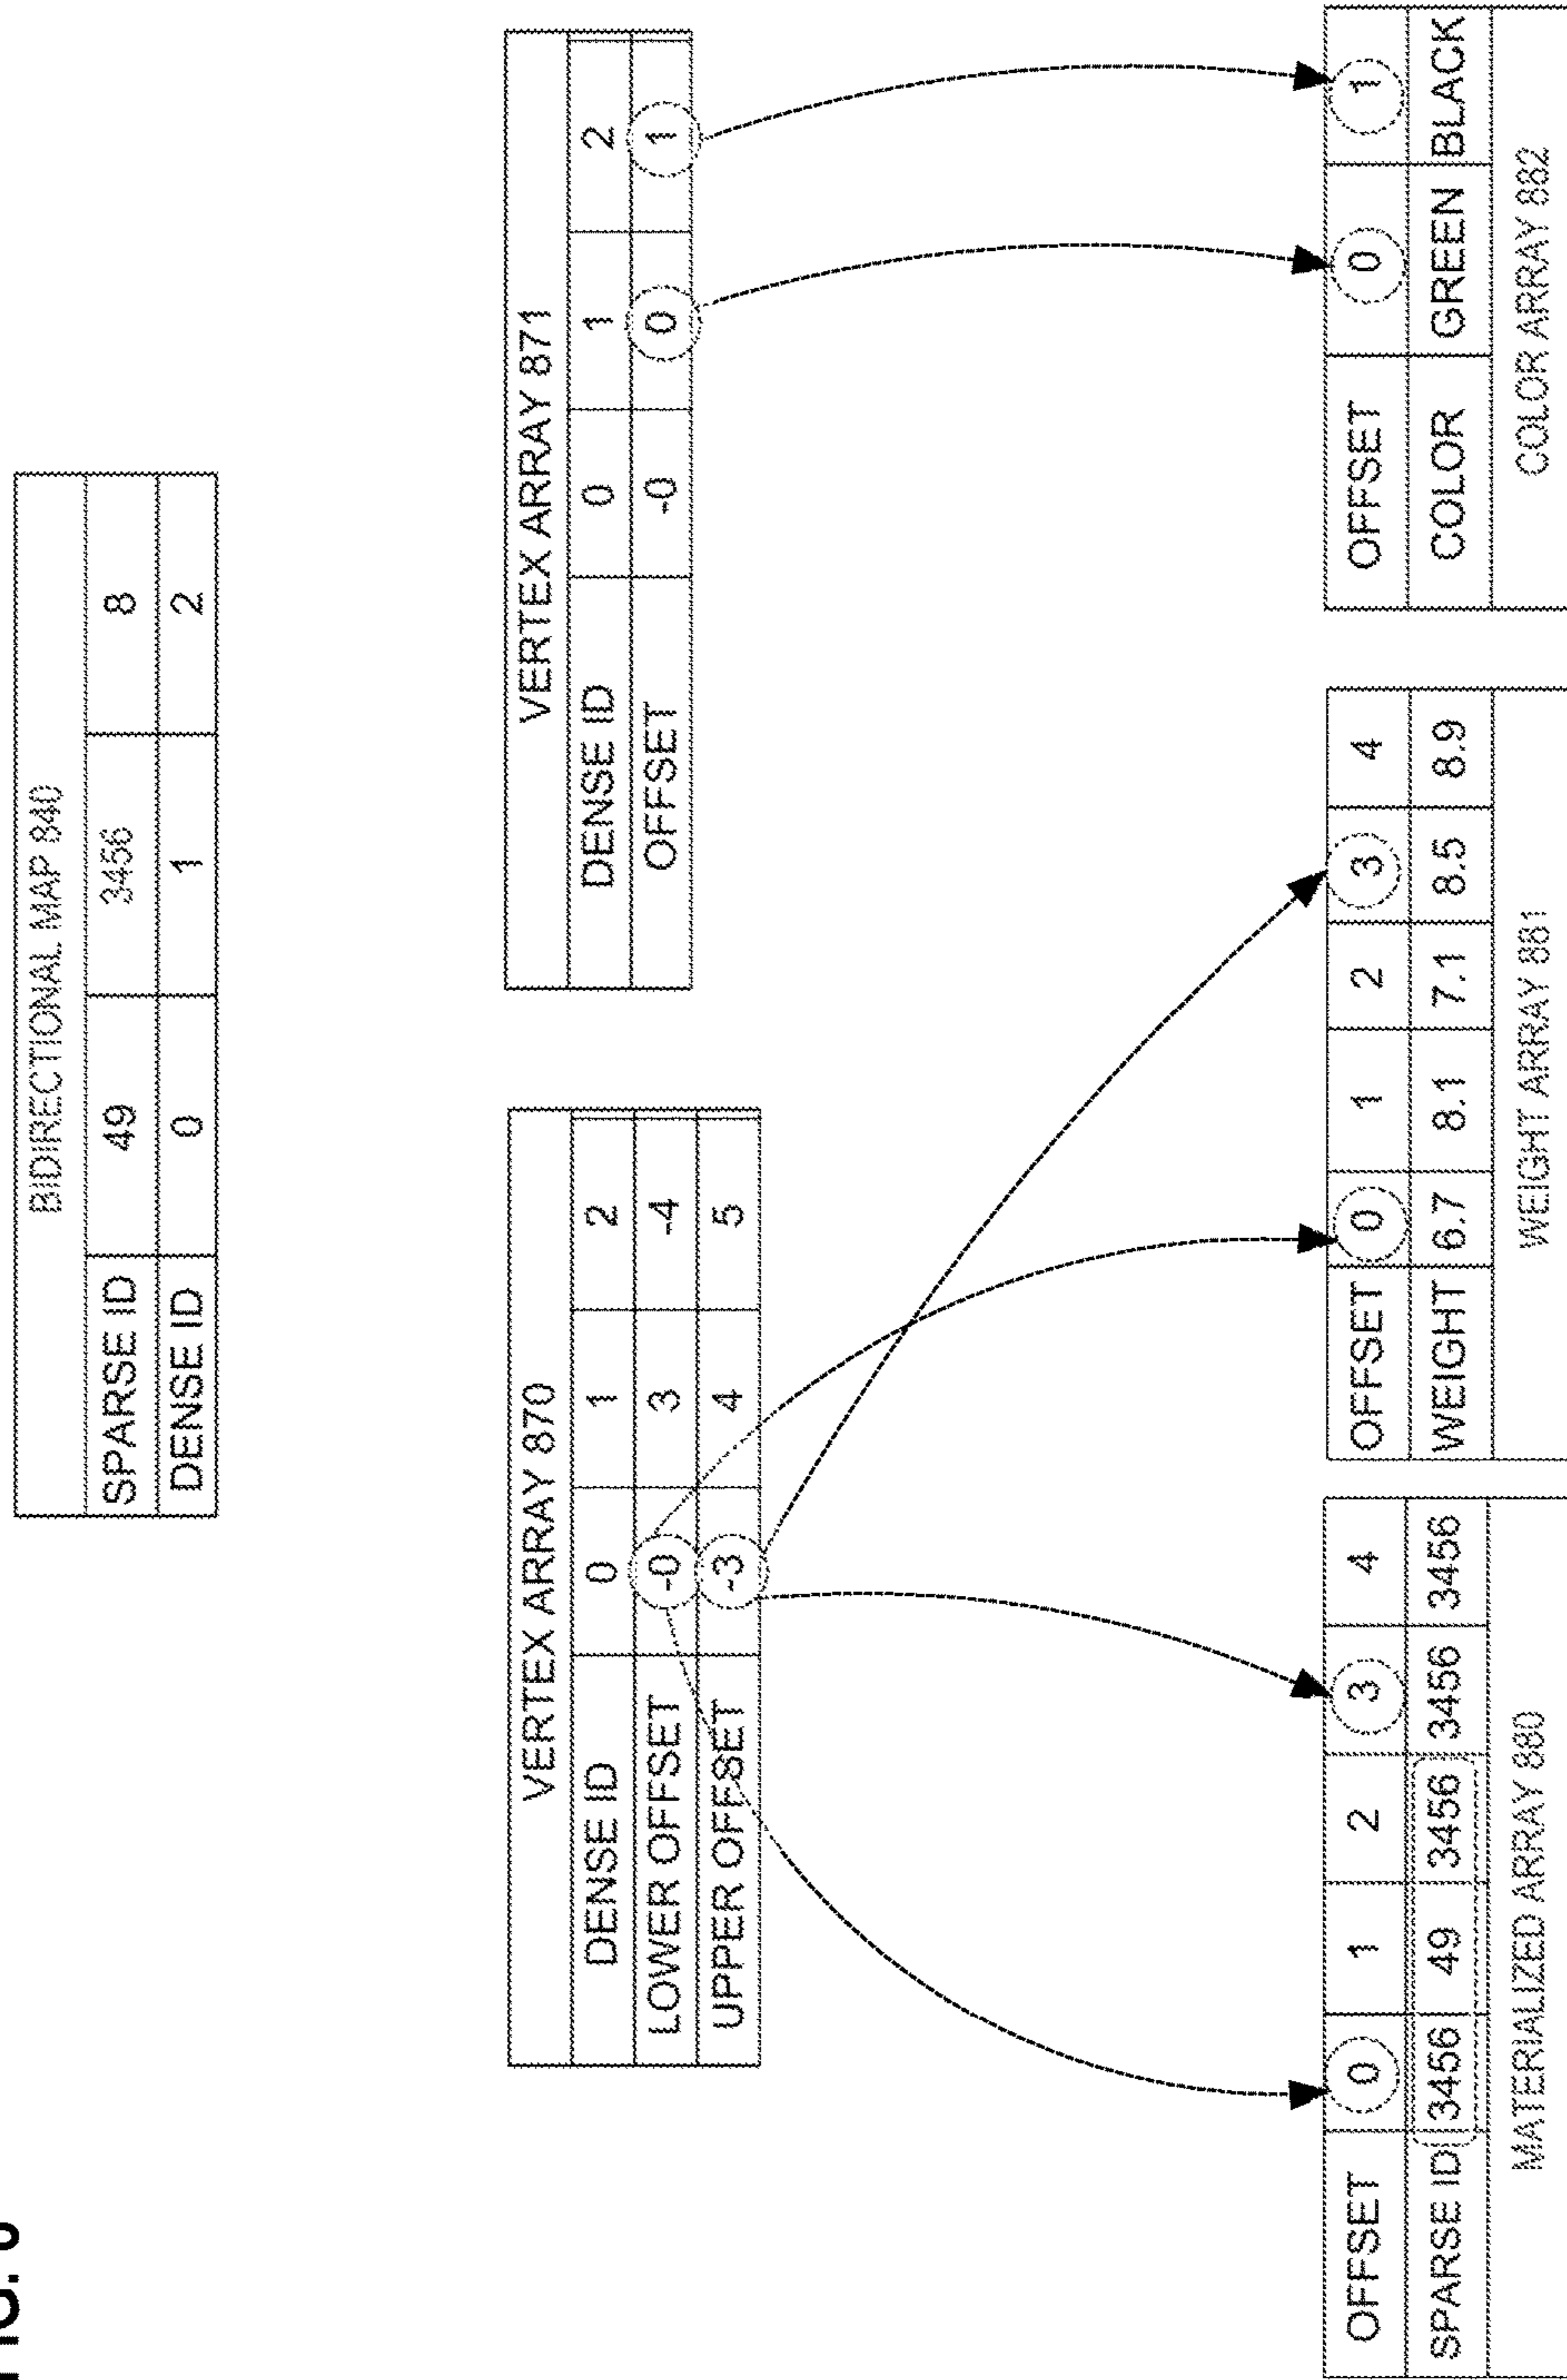 BIDIRECTIONAL MAP 840
SPARSE ID 49 3456 8
DENSE ID 0 1 2
VERTEX ARRAY 870
DENSE ID 0 1 2
LOWER OFFSET -0 3 -4
UPPER OFFSET -3 4 5
VERTEX ARRAY 871
DENSE ID 0 1 2
OFFSET -0 0 1
OFFSET 0 1 2 3 4
SPARSE ID 3456 49 3456 3456 3456
MATERIALIZED ARRAY 880
OFFSET 0 1 2 3 4
WEIGHT 6.7 8.1 7.1 8.5 8.9
WEIGHT ARRAY 881
OFFSET 0 1
COLOR GREEN BLACK
COLOR ARRAY 882